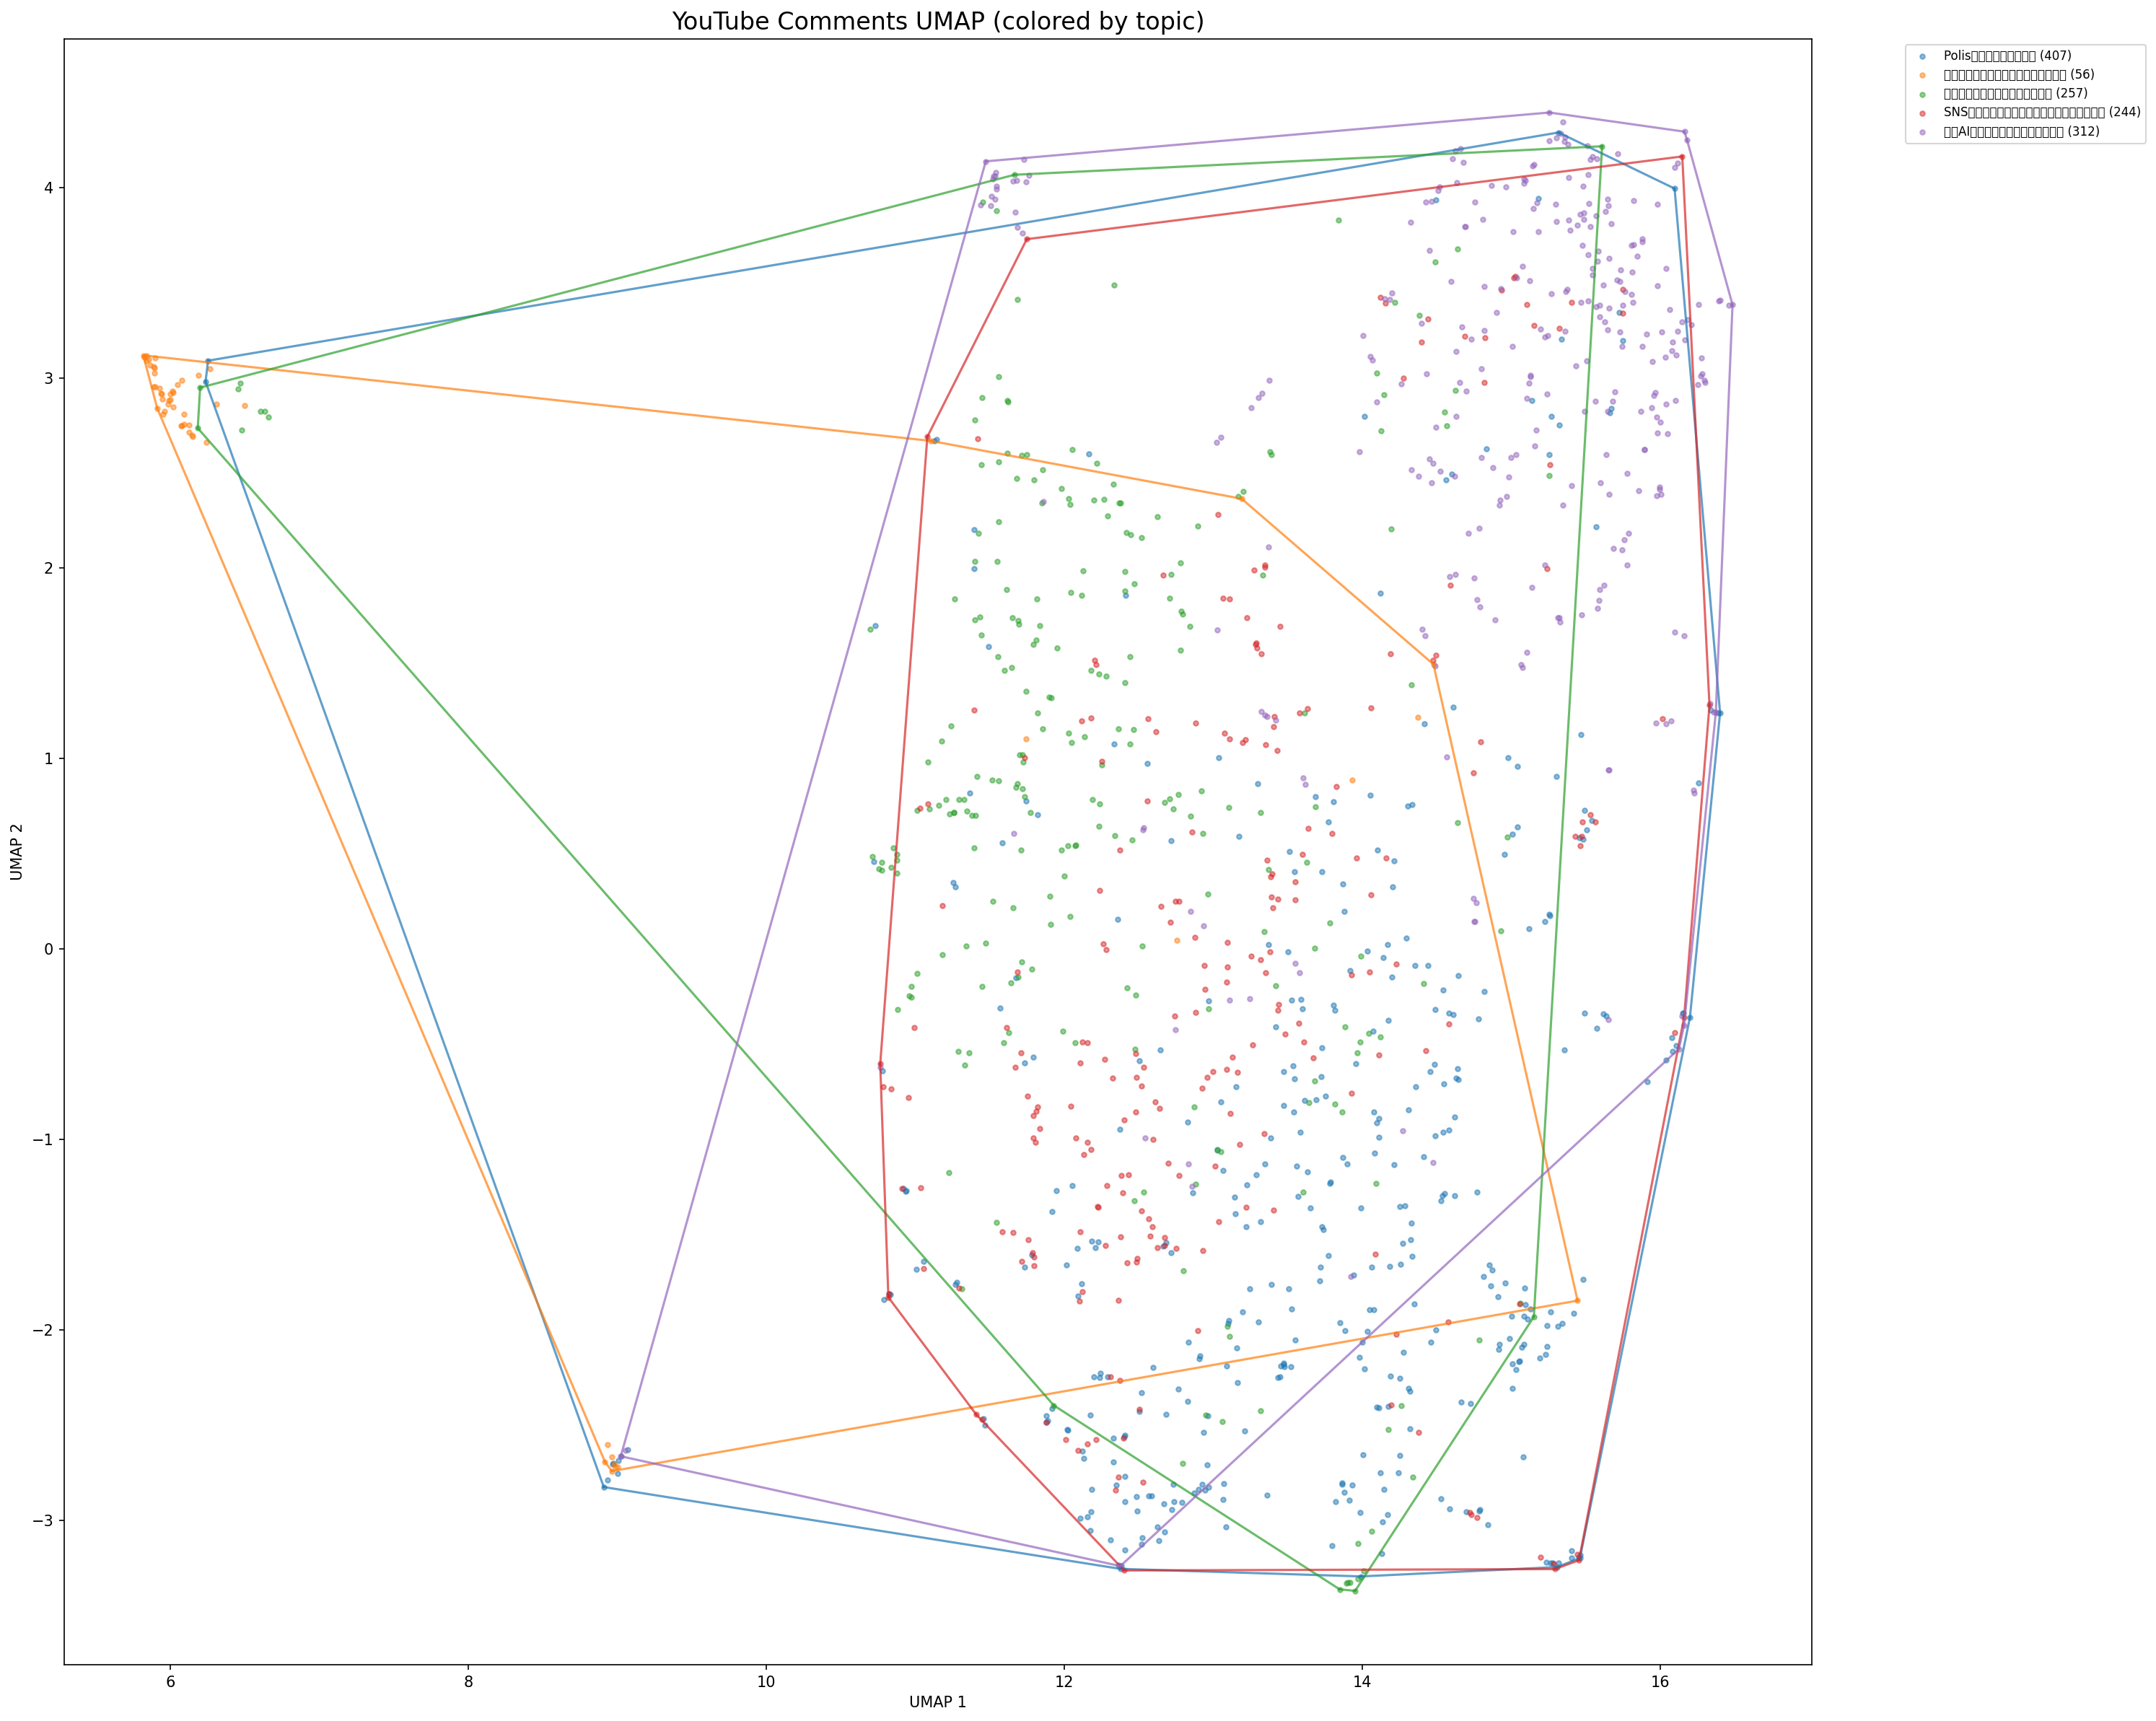 YouTube Comments UMAP (colored by topic)
Polis (407)
(56)
(257)
SNS (244)
AI (312)
4
3
2
1
0
−1
−2
−3
UMAP 2
6 8 10 12 14 16
UMAP 1